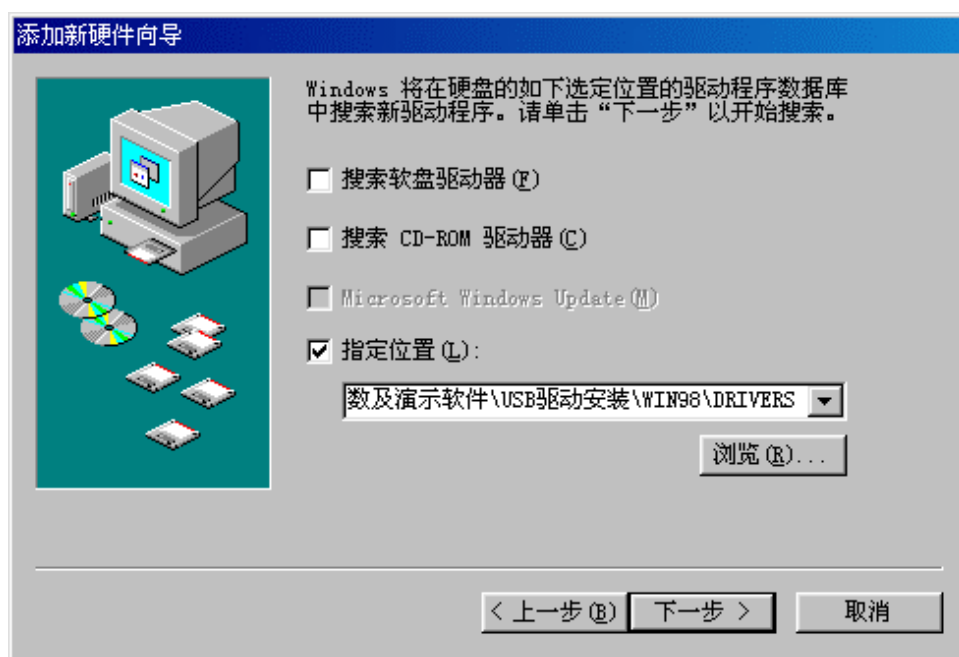 添加新硬件向导
Windows 将在硬盘的如下选定位置的驱动程序数据库
中搜索新驱动程序。请单击“下一步”以开始搜索。
搜索软盘驱动器(F)
搜索 CD-ROM 驱动器(C)
Microsoft Windows Update(M)
指定位置(L):
数及演示软件\USB驱动安装\WIN98\DRIVERS
浏览(R)...
< 上一步(B)
下一步 >
取消